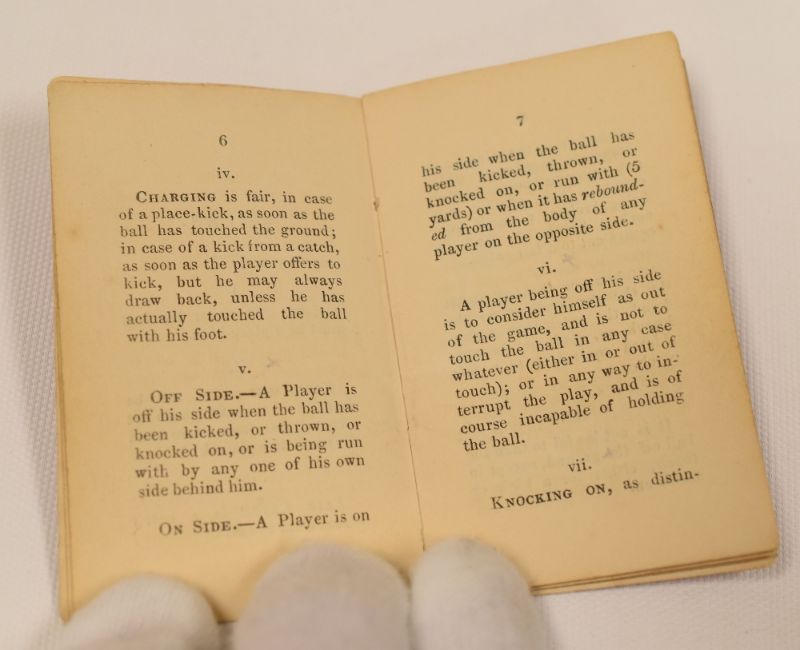 6
iv.
CHARGING is fair, in case
of a place-kick, as soon as the
ball has touched the ground;
in case of a kick from a catch,
as soon as the player offers to
kick, but he may always
draw back, unless he has
actually touched the ball
with his foot.
v.
OFF SIDE.—A Player is
off his side when the ball has
been kicked, or thrown, or
knocked on, or is being run
with by any one of his own
side behind him.
ON SIDE.—A Player is on
7
his side when the ball has
been kicked, thrown, or
knocked on, or run with (5
yards) or when it has rebound-
ed from the body of any
player on the opposite side.
vi.
A player being off his side
is to consider himself as out
of the game, and is not to
touch the ball in any case
whatever (either in or out of
touch); or in any way to in-
terrupt the play, and is of
course incapable of holding
the ball.
vii.
KNOCKING ON, as distin-